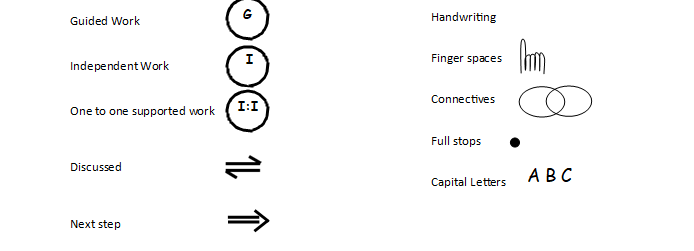 Guided Work G
Independent Work I
One to one supported work I:I
Discussed
Next step
Handwriting
Finger spaces
Connectives
Full stops
Capital Letters A B C